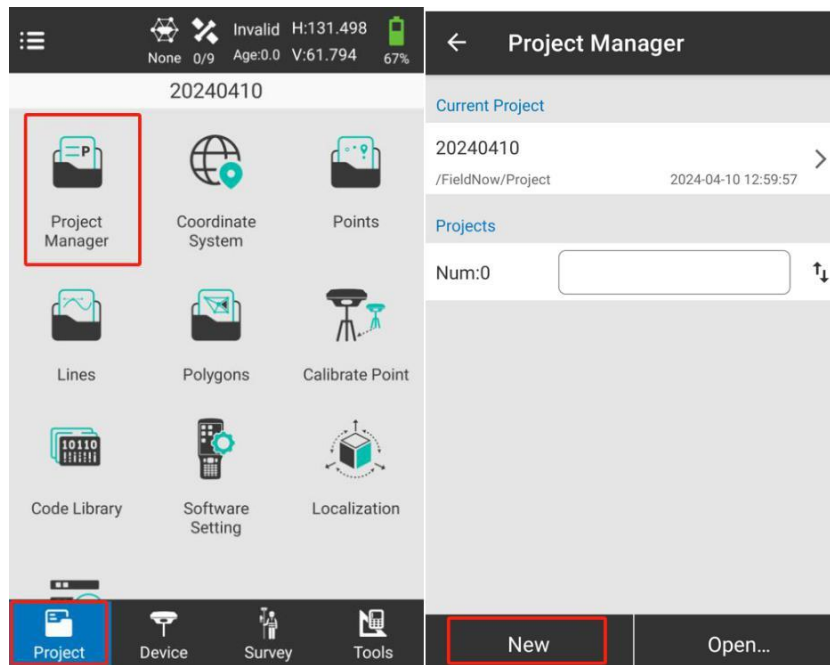 Invalid H:131.498
None 0/9 Age:0.0 V:61.794 67%
20240410
P
Project
Manager
Coordinate
System
Points
Lines
Polygons
Calibrate Point
10110
Code Library
Software
Setting
Localization
Project Device Survey Tools
Project Manager
Current Project
20240410
/FieldNow/Project 2024-04-10 12:59:57
Projects
Num:0
New Open...